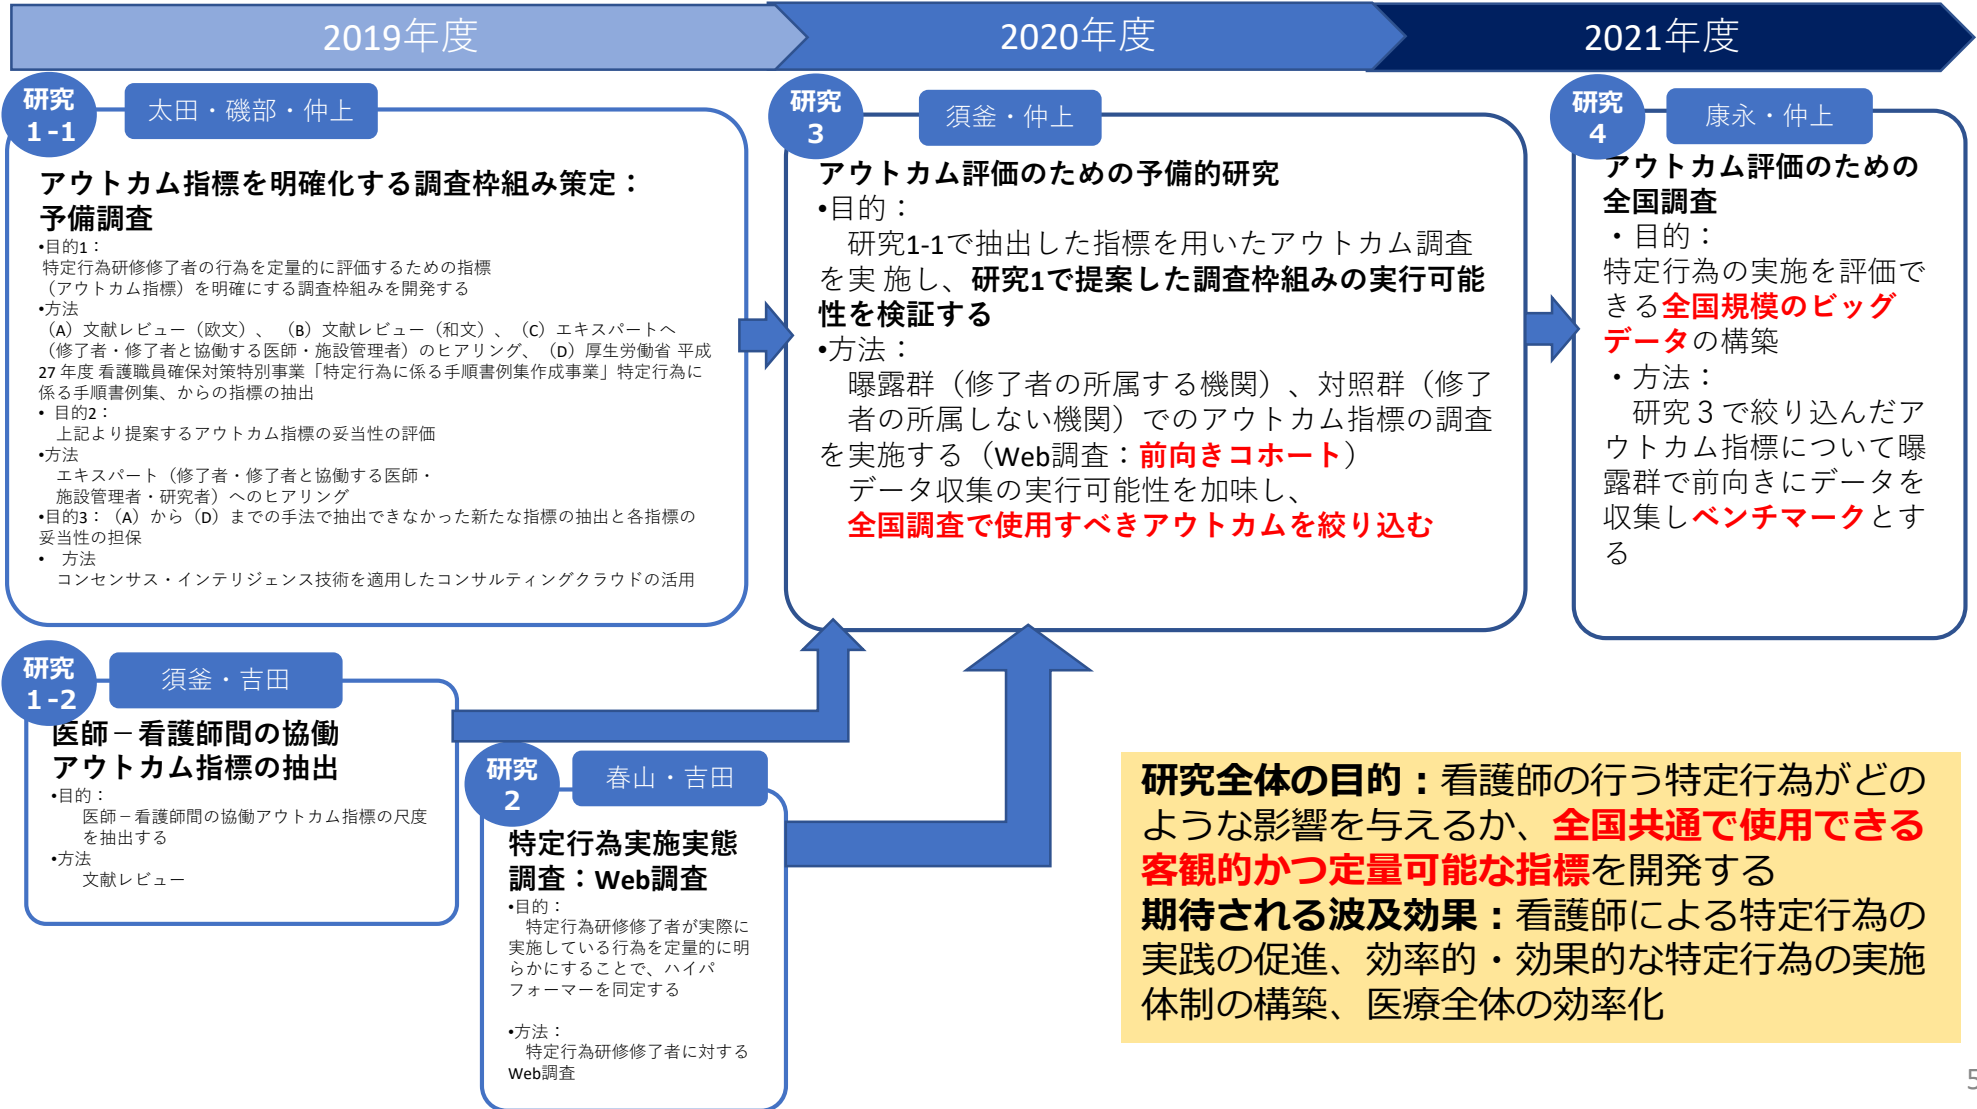 2019年度
2020年度
2021年度
研究
1-1
太田・磯部・仲上
アウトカム指標を明確化する調査枠組み策定：
予備調査
•目的1：
特定行為研修修了者の行為を定量的に評価するための指標
（アウトカム指標）を明確にする調査枠組みを開発する
•方法
（A）文献レビュー（欧文）、（B）文献レビュー（和文）、（C）エキスパートへ
（修了者・修了者と協働する医師・施設管理者）のヒアリング、（D）厚生労働省 平成
27 年度 看護職員確保対策特別事業「特定行為に係る手順書例集作成事業」特定行為に
係る手順書例集、からの指標の抽出
• 目的2：
上記より提案するアウトカム指標の妥当性の評価
•方法
エキスパート（修了者・修了者と協働する医師・
施設管理者・研究者）へのヒアリング
•目的3：（A）から（D）までの手法で抽出できなかった新たな指標の抽出と各指標の
妥当性の担保
• 方法
コンセンサス・インテリジェンス技術を適用したコンサルティングクラウドの活用
研究
3
須釜・仲上
アウトカム評価のための予備的研究
•目的：
研究1-1で抽出した指標を用いたアウトカム調査
を実 施し、研究1で提案した調査枠組みの実行可能
性を検証する
•方法：
曝露群（修了者の所属する機関）、対照群（修了
者の所属しない機関）でのアウトカム指標の調査
を実施する（Web調査：前向きコホート）
データ収集の実行可能性を加味し、
全国調査で使用すべきアウトカムを絞り込む
研究
4
康永・仲上
アウトカム評価のための
全国調査
・目的：
特定行為の実施を評価で
きる全国規模のビッグ
データの構築
・方法：
研究３で絞り込んだア
ウトカム指標について曝
露群で前向きにデータを
収集しベンチマークとす
る
研究
1-2
須釜・吉田
医師－看護師間の協働
アウトカム指標の抽出
•目的：
医師－看護師間の協働アウトカム指標の尺度
を抽出する
•方法
文献レビュー
研究
2
春山・吉田
特定行為実施実態
調査：Web調査
•目的：
特定行為研修修了者が実際に
実施している行為を定量的に明
らかにすることで、ハイパ
フォーマーを同定する
•方法：
特定行為研修修了者に対する
Web調査
研究全体の目的：看護師の行う特定行為がどの
ような影響を与えるか、全国共通で使用できる
客観的かつ定量可能な指標を開発する
期待される波及効果：看護師による特定行為の
実践の促進、効率的・効果的な特定行為の実施
体制の構築、医療全体の効率化
5